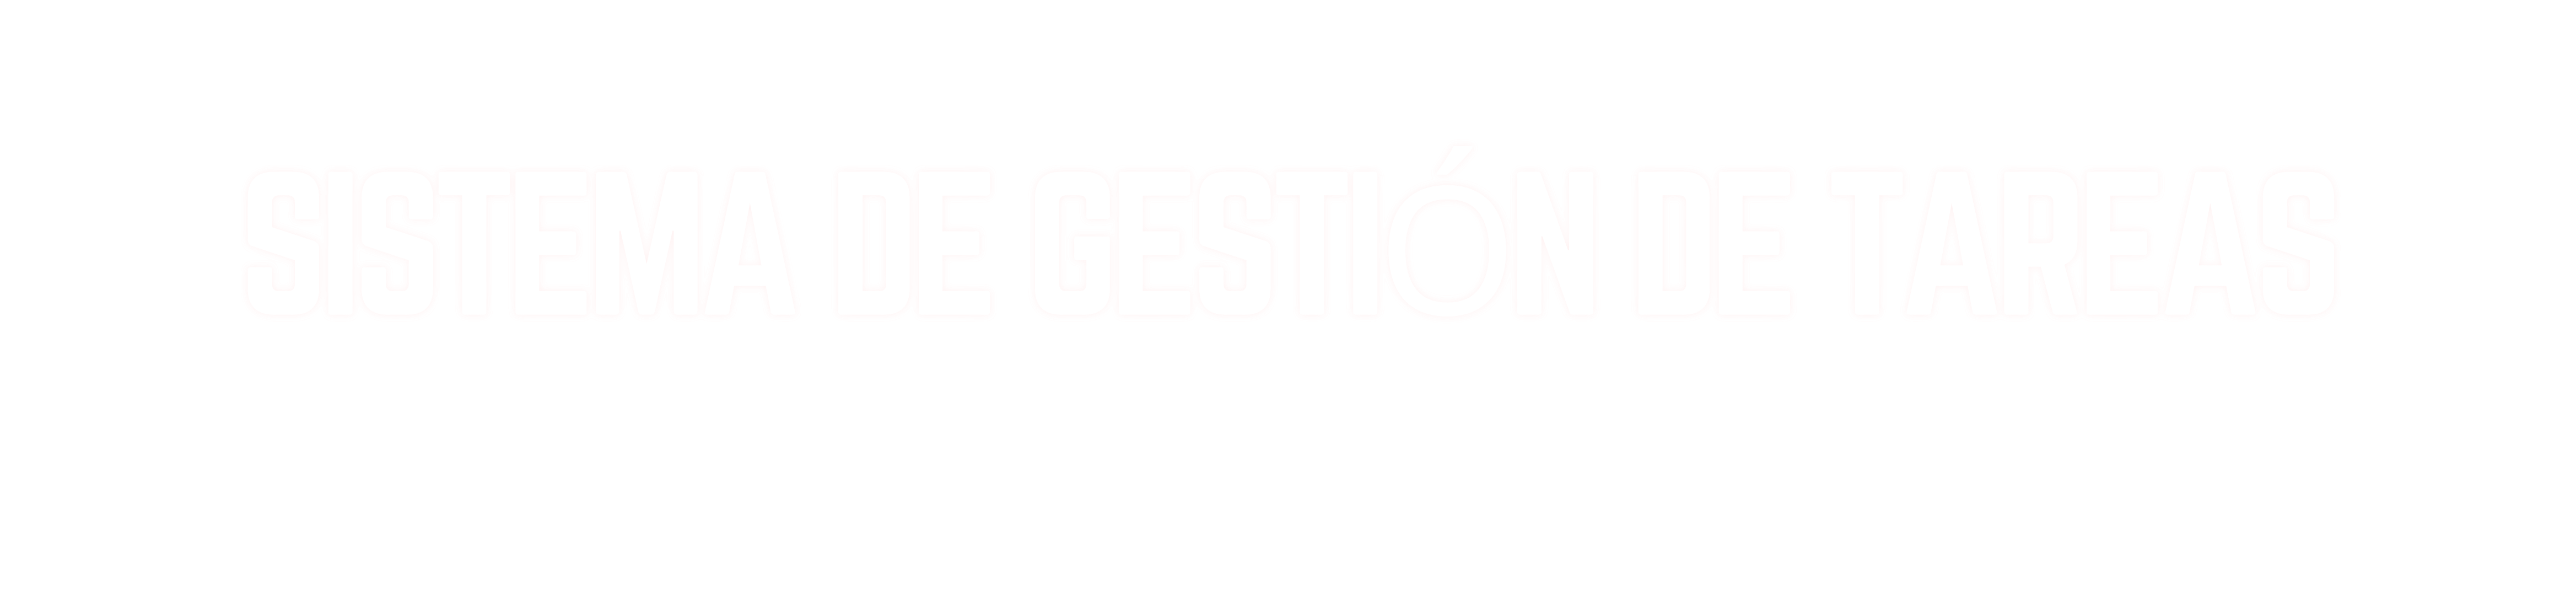 SISTEMA DE GESTIÓN DE TAREAS